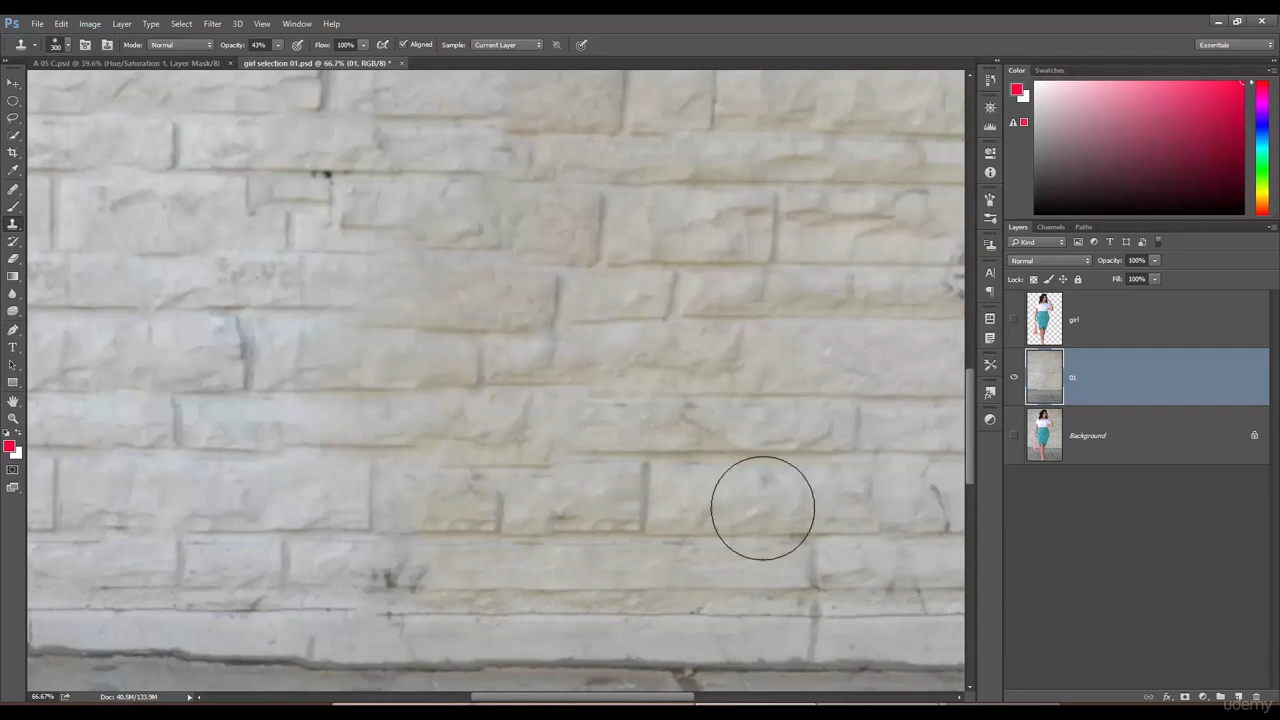 Ps File Edit Image Layer Type Select Filter 3D View Window Help
300 Mode: Normal Opacity: 43% Flow: 100% Aligned Sample: Current Layer Essentials
A 05 C.psd @ 39.6% (Hue/Saturation 1, Layer Mask/8) × girl selection 01.psd @ 66.7% (01, RGB/8) * ×
Color Swatches
Layers Channels Paths
Kind
Normal Opacity: 100%
Lock: Fill: 100%
girl
01
Background
66.67% Doc: 40.5M/133.9M
udemy